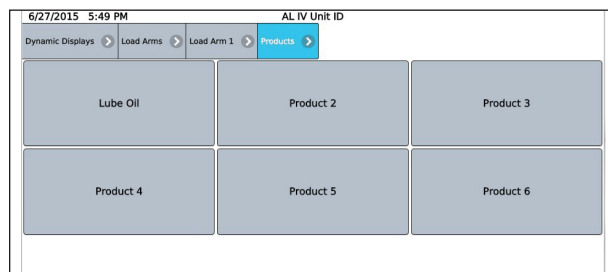 6/27/2015 5:49 PM AL IV Unit ID
Dynamic Displays Load Arms Load Arm 1 Products
Lube Oil Product 2 Product 3
Product 4 Product 5 Product 6